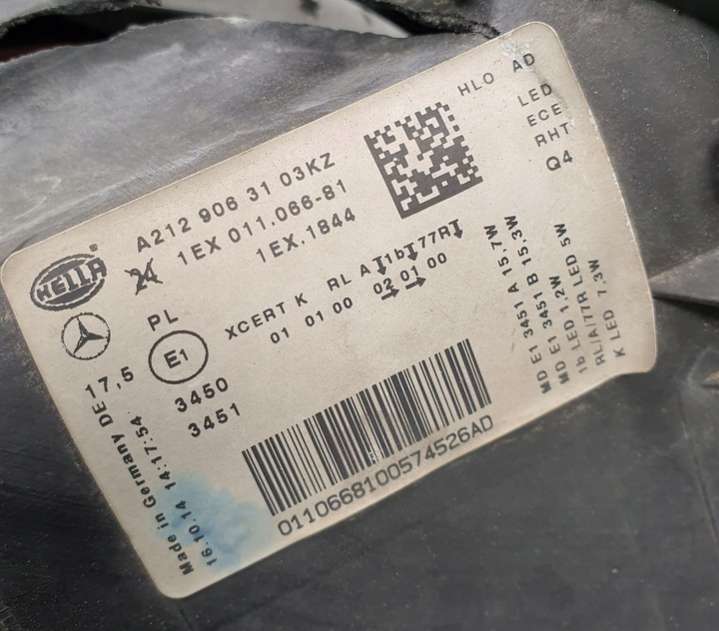 HLO AD
LED
ECE
RHT
Q4
A212 906 31 03KZ
1EX 011.066-81
1EX.1844
HELLA®
PL
E1
17,5
3450
3451
XCERT K RL A 1b 77R
01 01 00 02 01 00
MD E1 3451 A 15,7W
MD E1 3451 B 15,3W
1b LED 1,2W
RL/A/77R LED 5W
K LED 7,3W
Made in Germany DE
16.10.14 14:17:54
0110668100574526AD